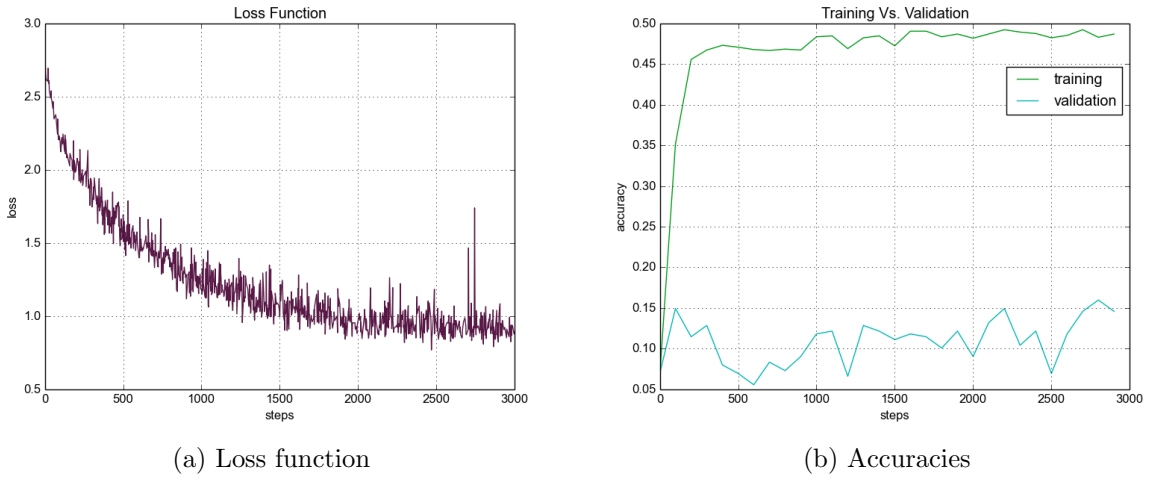 Loss Function
3.0
2.5
2.0
1.5
1.0
0.5
loss
0 500 1000 1500 2000 2500 3000
steps
(a) Loss function
Training Vs. Validation
0.50
0.45
0.40
0.35
0.30
0.25
0.20
0.15
0.10
0.05
accuracy
training
validation
0 500 1000 1500 2000 2500 3000
steps
(b) Accuracies